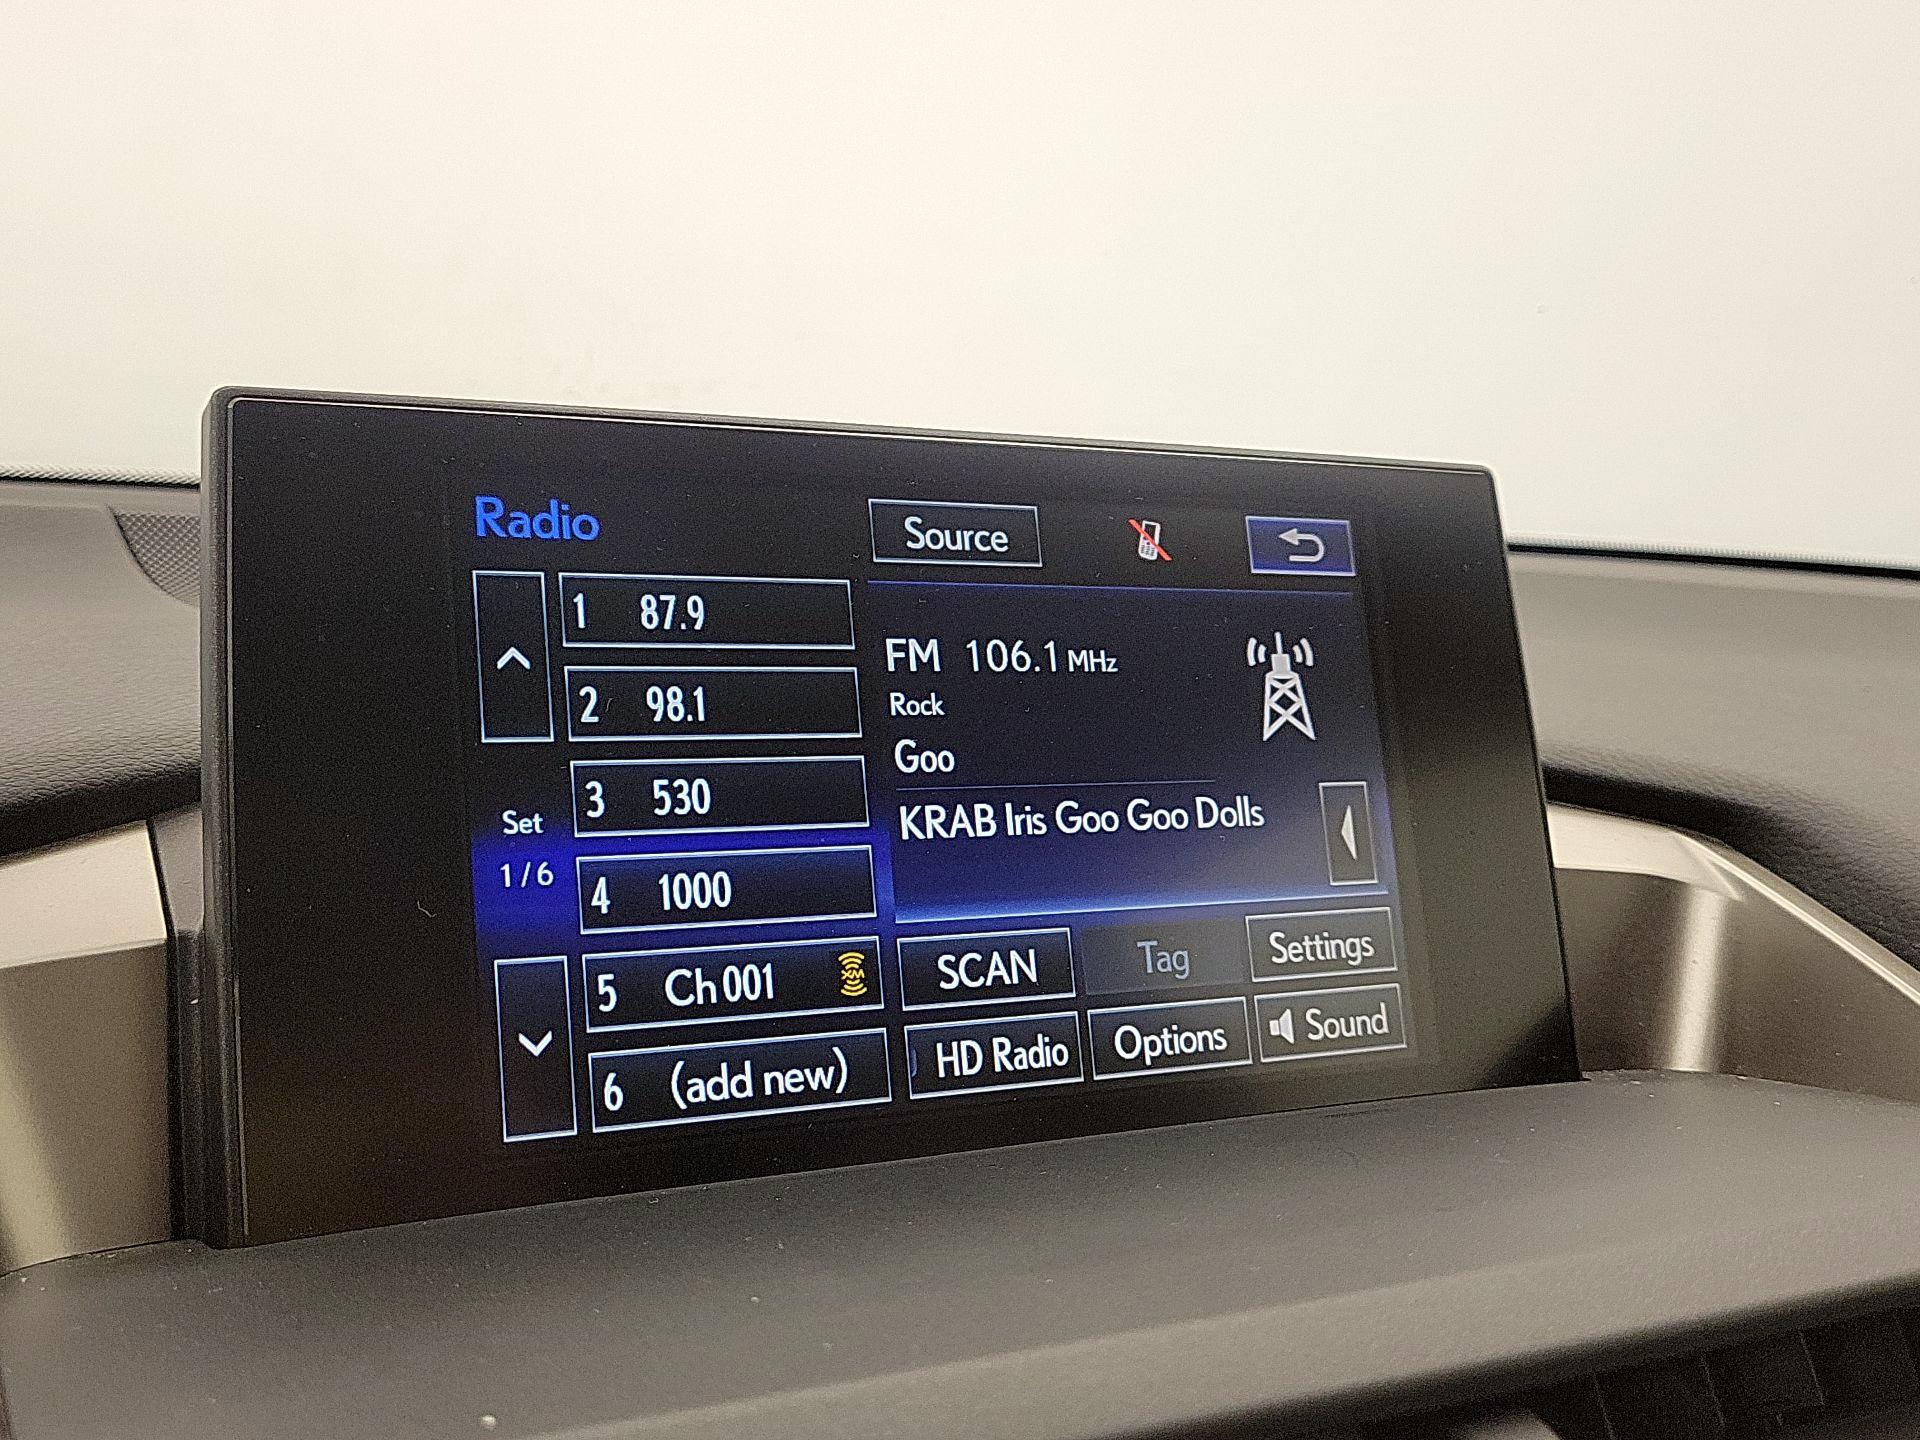 Radio
Source
1 87.9
2 98.1
3 530
4 1000
5 Ch 001 XM
6 (add new)
Set
1/6
FM 106.1 MHz
Rock
Goo
KRAB Iris Goo Goo Dolls
SCAN
Tag
Settings
HD Radio
Options
Sound